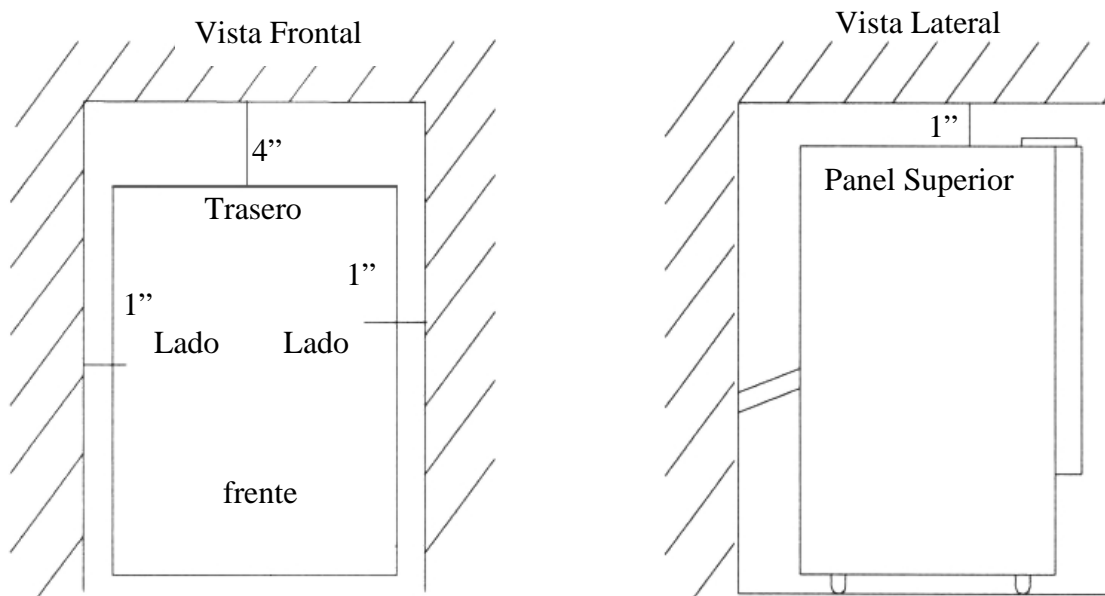 Vista Frontal
4”
Trasero
1”
1”
Lado Lado
frente
Vista Lateral
1”
Panel Superior